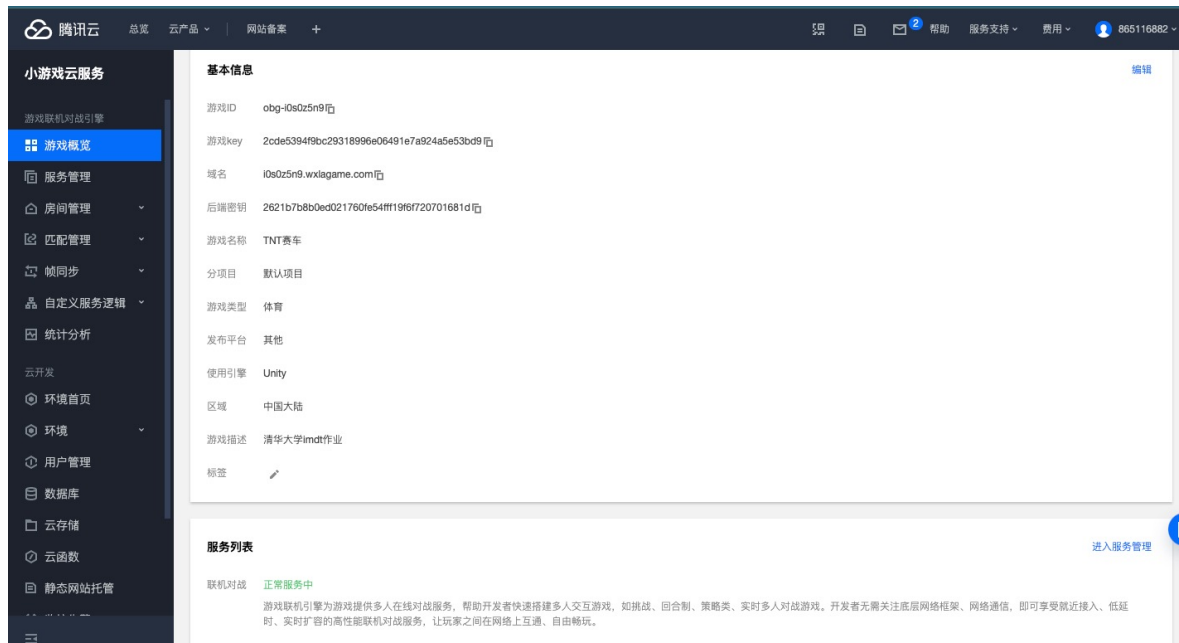 腾讯云 总览 云产品 网站备案 + 2 帮助 服务支持 费用 865116882
小游戏云服务
游戏联机对战引擎
游戏概览
服务管理
房间管理
匹配管理
帧同步
自定义服务逻辑
统计分析
云开发
环境首页
环境
用户管理
数据库
云存储
云函数
静态网站托管
基本信息 编辑
游戏ID obg-i0s0z5n9
游戏key 2cde5394f9bc29318996e06491e7a924a5e53bd9
域名 i0s0z5n9.wxlagame.com
后端密钥 2621b7b8b0ed021760fe54fff19f6f720701681d
游戏名称 TNT赛车
分项目 默认项目
游戏类型 体育
发布平台 其他
使用引擎 Unity
区域 中国大陆
游戏描述 清华大学imdt作业
标签
服务列表 进入服务管理
联机对战 正常服务中
游戏联机引擎为游戏提供多人在线对战服务，帮助开发者快速搭建多人交互游戏，如挑战、回合制、策略类、实时多人对战游戏。开发者无需关注底层网络框架、网络通信，即可享受就近接入、低延
时、实时扩容的高性能联机对战服务，让玩家之间在网络上互通、自由畅玩。